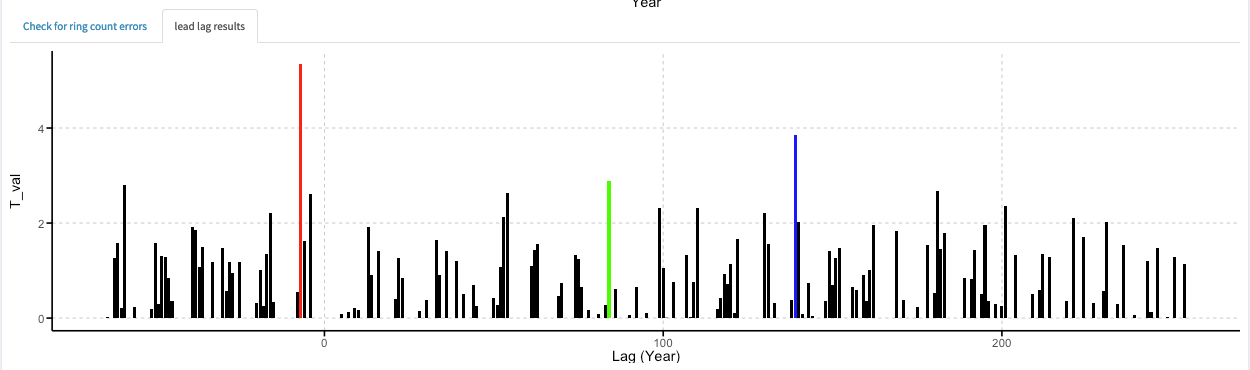 Year
Check for ring count errors
lead lag results
4
2
0
T_val
0
100
200
Lag (Year)